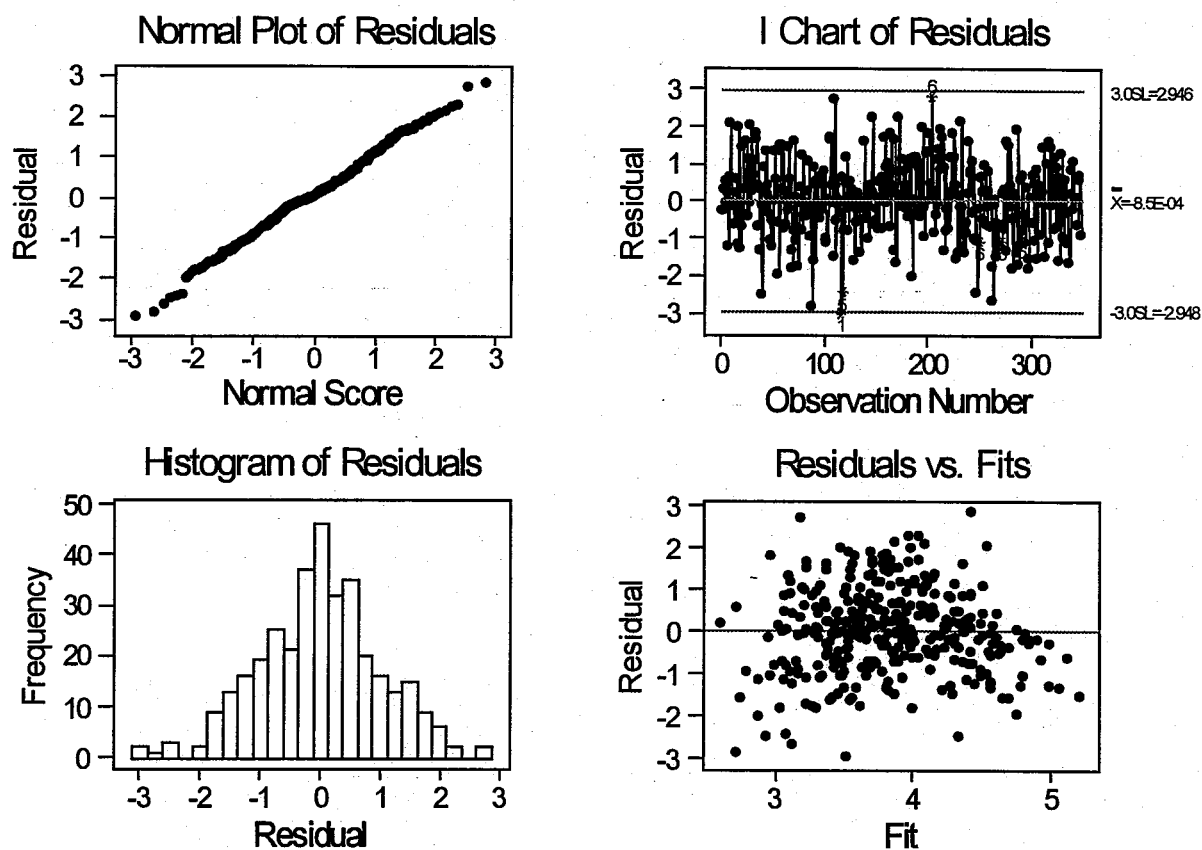 Normal Plot of Residuals
3
2
1
0
-1
-2
-3
Residual
-3 -2 -1 0 1 2 3
Normal Score
I Chart of Residuals
3
2
1
0
-1
-2
-3
Residual
6
3.0SL=2.946
X=-8.5E-04
-3.0SL=-2.948
0 100 200 300
Observation Number
Histogram of Residuals
50
40
30
20
10
0
Frequency
-3 -2 -1 0 1 2 3
Residual
Residuals vs. Fits
3
2
1
0
-1
-2
-3
Residual
3 4 5
Fit